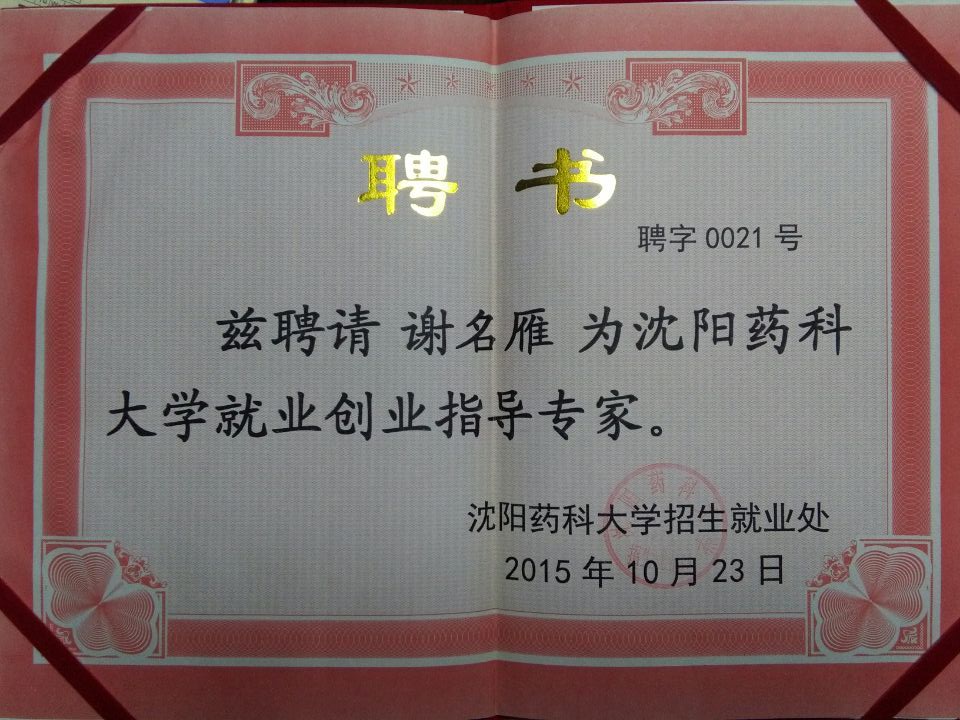 聘书
聘字 0021 号
兹聘请 谢名雁 为沈阳药科
大学就业创业指导专家。
沈阳药科大学招生就业处
2015 年 10 月 23 日